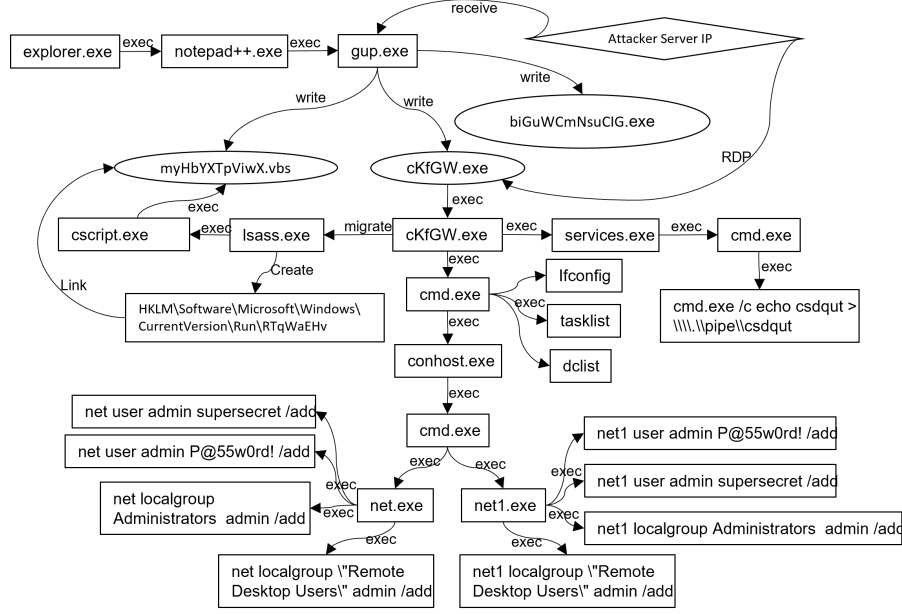 receive
explorer.exe
exec
notepad++.exe
exec
gup.exe
Attacker Server IP
write
write
write
biGuWCmNsuClG.exe
RDP
myHbYXTpViwX.vbs
cKfGW.exe
exec
exec
cscript.exe
exec
lsass.exe
migrate
cKfGW.exe
exec
services.exe
exec
cmd.exe
Link
Create
exec
exec
HKLM\Software\Microsoft\Windows\
CurrentVersion\Run\RTqWaEHv
cmd.exe
exec
Ifconfig
tasklist
dclist
cmd.exe /c echo csdqut >
\\\\.\\pipe\\csdqut
exec
conhost.exe
exec
cmd.exe
exec
exec
net user admin supersecret /add
net user admin P@55w0rd! /add
net localgroup
Administrators admin /add
exec
exec
net.exe
net1.exe
exec
exec
net1 user admin P@55w0rd! /add
net1 user admin supersecret /add
net1 localgroup Administrators admin /add
exec
exec
net localgroup \"Remote
Desktop Users\" admin /add
net1 localgroup \"Remote
Desktop Users\" admin /add